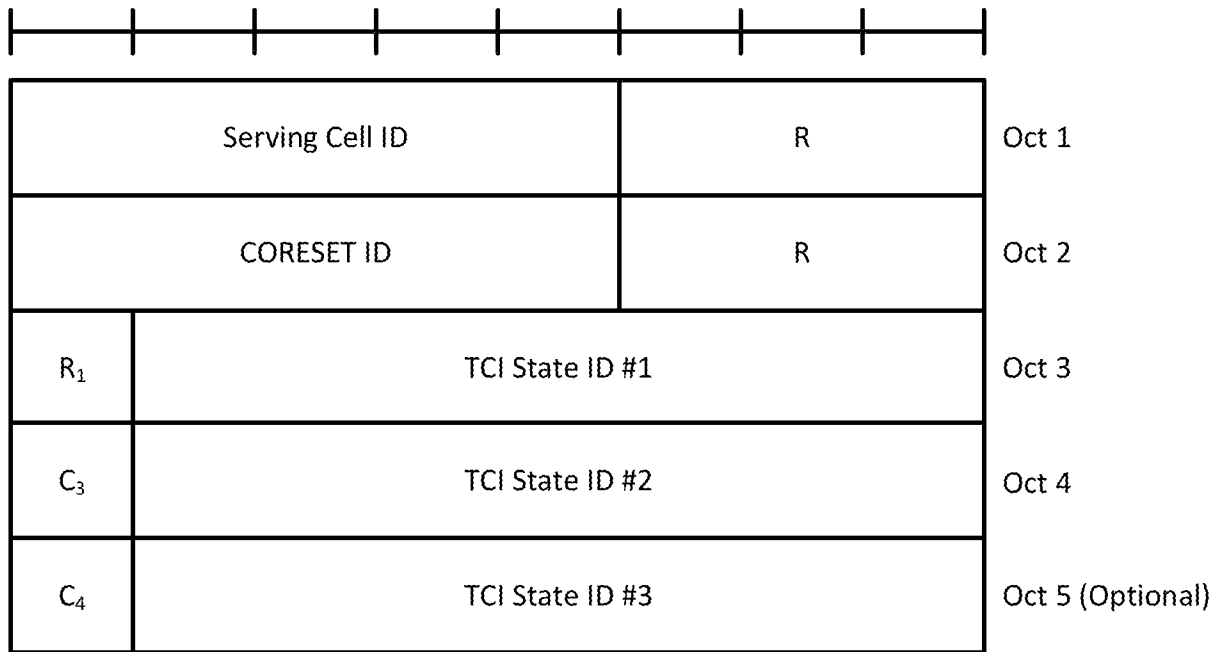 Serving Cell ID R Oct 1
CORESET ID R Oct 2
R₁ TCI State ID #1 Oct 3
C₃ TCI State ID #2 Oct 4
C₄ TCI State ID #3 Oct 5 (Optional)